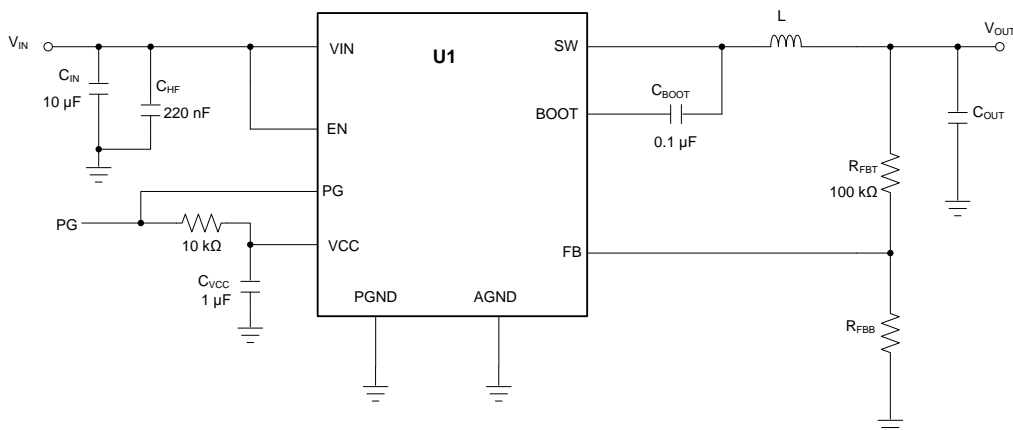 L
VIN
VOUT
VIN
SW
U1
CIN
10 µF
CHF
220 nF
CBOOT
0.1 µF
BOOT
COUT
EN
RFBT
100 kΩ
PG
PG
10 kΩ
VCC
FB
CVCC
1 µF
PGND
AGND
RFBB